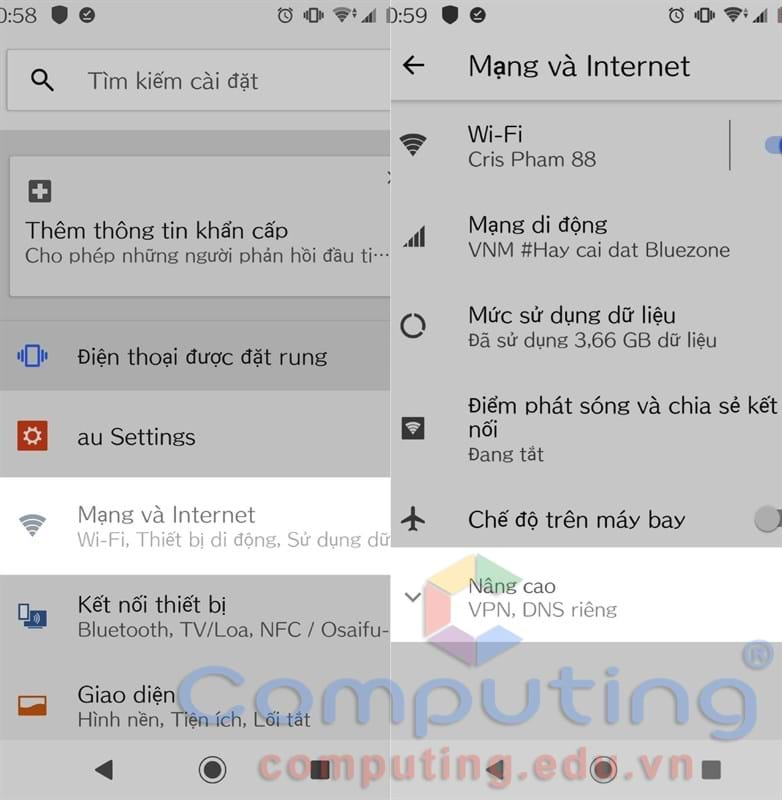 0:58
Tìm kiếm cài đặt
Thêm thông tin khẩn cấp
Cho phép những người phản hồi đầu ti...
Điện thoại được đặt rung
au Settings
Mạng và Internet
Wi-Fi, Thiết bị di động, Sử dụng dữ
Kết nối thiết bị
Bluetooth, TV/Loa, NFC / Osaifu-
Giao diện
Hình nền, Tiện ích, Lối tắt
0:59
Mạng và Internet
Wi-Fi
Cris Pham 88
Mạng di động
VNM #Hay cai dat Bluezone
Mức sử dụng dữ liệu
Đã sử dụng 3,66 GB dữ liệu
Điểm phát sóng và chia sẻ kết
nối
Đang tắt
Chế độ trên máy bay
Nâng cao
VPN, DNS riêng
Computing®
computing.edu.vn